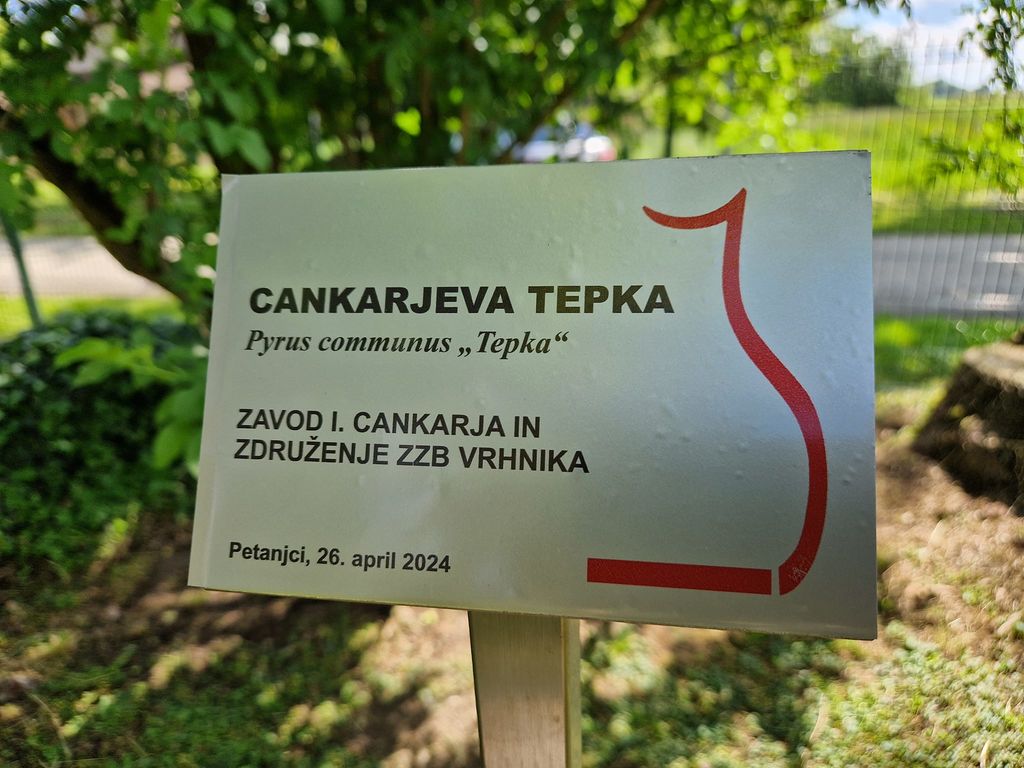 CANKARJEVA TEPKA
Pyrus communus „Tepka“
ZAVOD I. CANKARJA IN
ZDRUŽENJE ZZB VRHNIKA
Petanjci, 26. april 2024